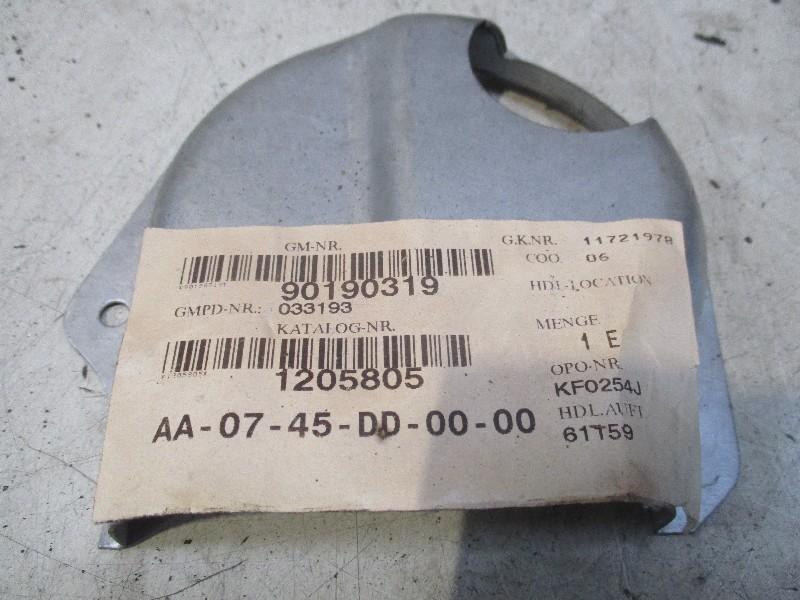 GM-NR.
G.K.NR. 1172197R
COO. 06
90190319
HDL-LOCATION
GMPD-NR.: 033193
KATALOG-NR.
MENGE
1 E
1205805
OPO-NR.
KF0254J
AA-07-45-DD-00-00
HDL.AUFT
61T59